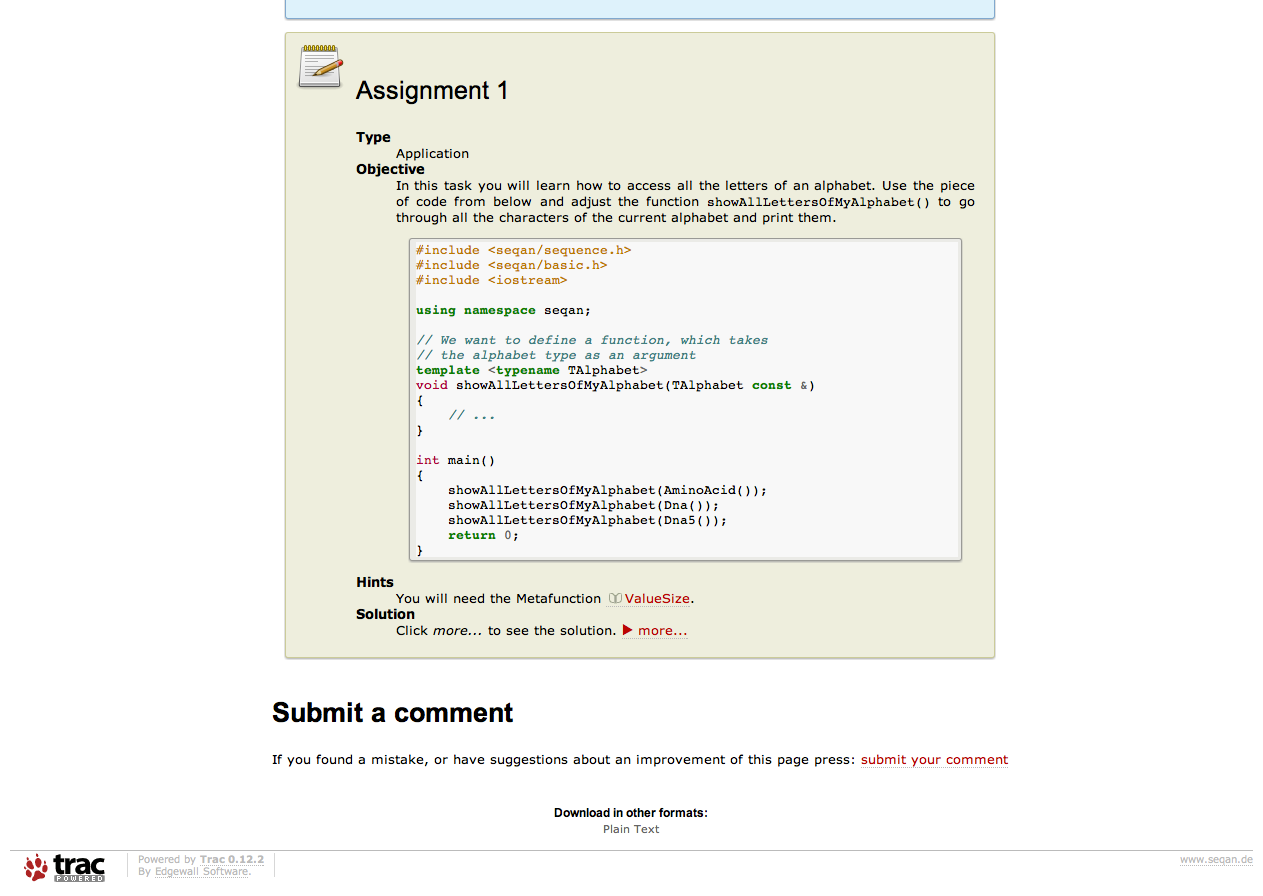 Assignment 1
Type
Application
Objective
In this task you will learn how to access all the letters of an alphabet. Use the piece
of code from below and adjust the function showAllLettersOfMyAlphabet() to go
through all the characters of the current alphabet and print them.
#include <seqan/sequence.h>
#include <seqan/basic.h>
#include <iostream>
using namespace seqan;
// We want to define a function, which takes
// the alphabet type as an argument
template <typename TAlphabet>
void showAllLettersOfMyAlphabet(TAlphabet const &)
{
    // ...
}
int main()
{
    showAllLettersOfMyAlphabet(AminoAcid());
    showAllLettersOfMyAlphabet(Dna());
    showAllLettersOfMyAlphabet(Dna5());
    return 0;
}
Hints
You will need the Metafunction ValueSize.
Solution
Click more... to see the solution. more...
Submit a comment
If you found a mistake, or have suggestions about an improvement of this page press: submit your comment
Download in other formats:
Plain Text
trac
POWERED
Powered by Trac 0.12.2
By Edgewall Software.
www.seqan.de